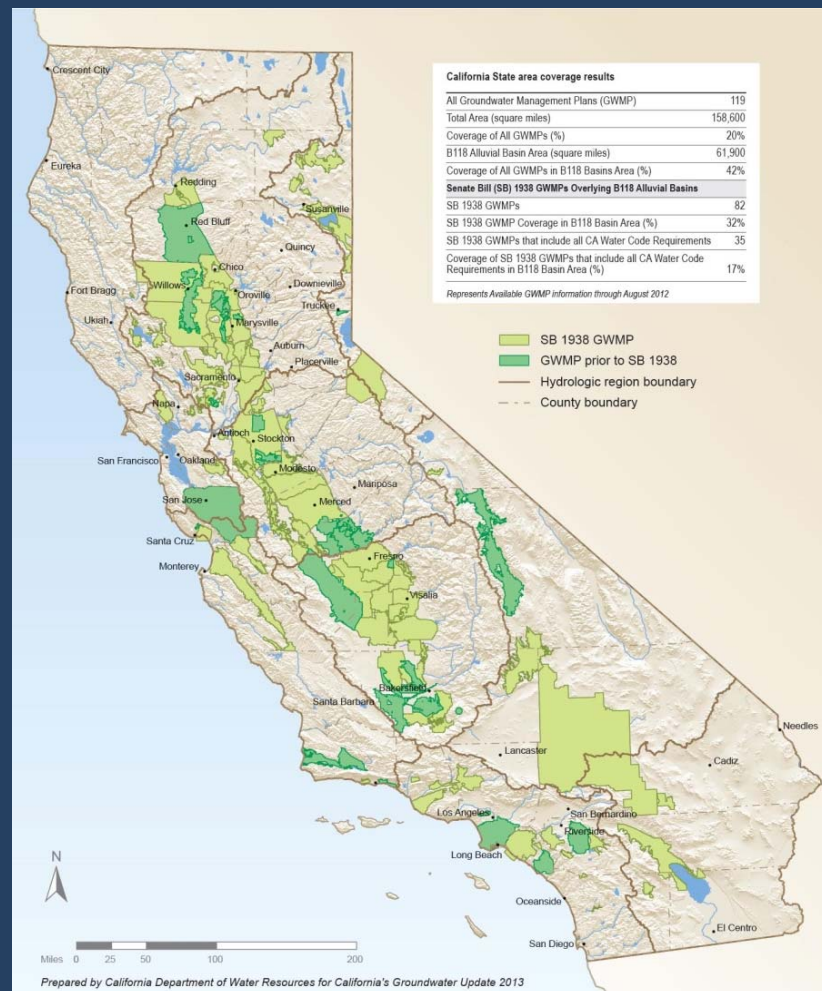 Crescent City
Eureka
Redding
Red Bluff
Susanville
Quincy
Chico
Willows
Oroville
Downieville
Fort Bragg
Truckee
Ukiah
Marysville
Auburn
Placerville
Sacramento
Napa
Antioch
Stockton
San Francisco
Oakland
Modesto
Mariposa
San Jose
Merced
Santa Cruz
Fresno
Monterey
Visalia
Bakersfield
Santa Barbara
Lancaster
Needles
Cadiz
Los Angeles
San Bernardino
Riverside
Long Beach
Oceanside
San Diego
El Centro
California State area coverage results
All Groundwater Management Plans (GWMP) 119
Total Area (square miles) 158,600
Coverage of All GWMPs (%) 20%
B118 Alluvial Basin Area (square miles) 61,900
Coverage of All GWMPs in B118 Basins Area (%) 42%
Senate Bill (SB) 1938 GWMPs Overlying B118 Alluvial Basins
SB 1938 GWMPs 82
SB 1938 GWMP Coverage in B118 Basin Area (%) 32%
SB 1938 GWMPs that include all CA Water Code Requirements 35
Coverage of SB 1938 GWMPs that include all CA Water Code
Requirements in B118 Basin Area (%) 17%
Represents Available GWMP information through August 2012
SB 1938 GWMP
GWMP prior to SB 1938
Hydrologic region boundary
County boundary
N
Miles 0 25 50 100 200
Prepared by California Department of Water Resources for California's Groundwater Update 2013